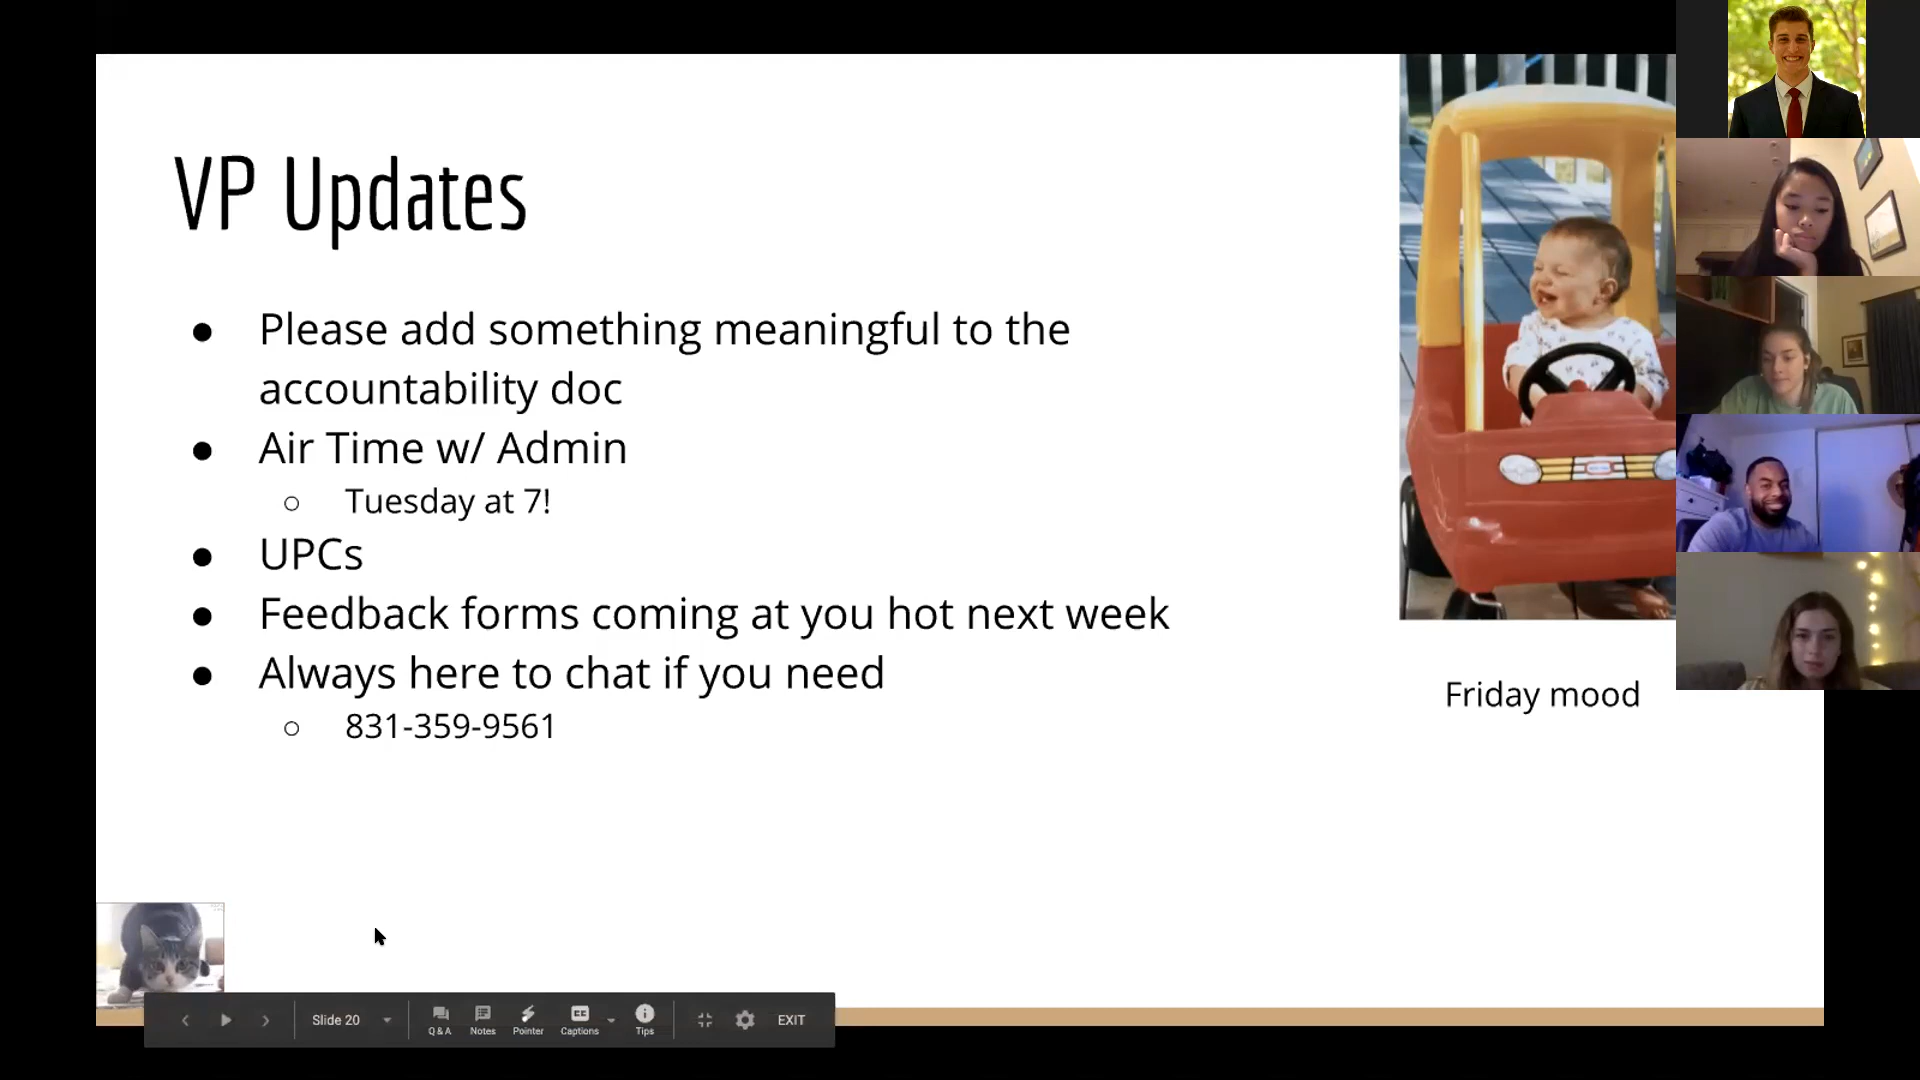 VP Updates
● Please add something meaningful to the
accountability doc
● Air Time w/ Admin
○ Tuesday at 7!
● UPCs
● Feedback forms coming at you hot next week
● Always here to chat if you need
○ 831-359-9561
Friday mood
Slide 20
Q & A
Notes
Pointer
CC
Captions
Tips
EXIT